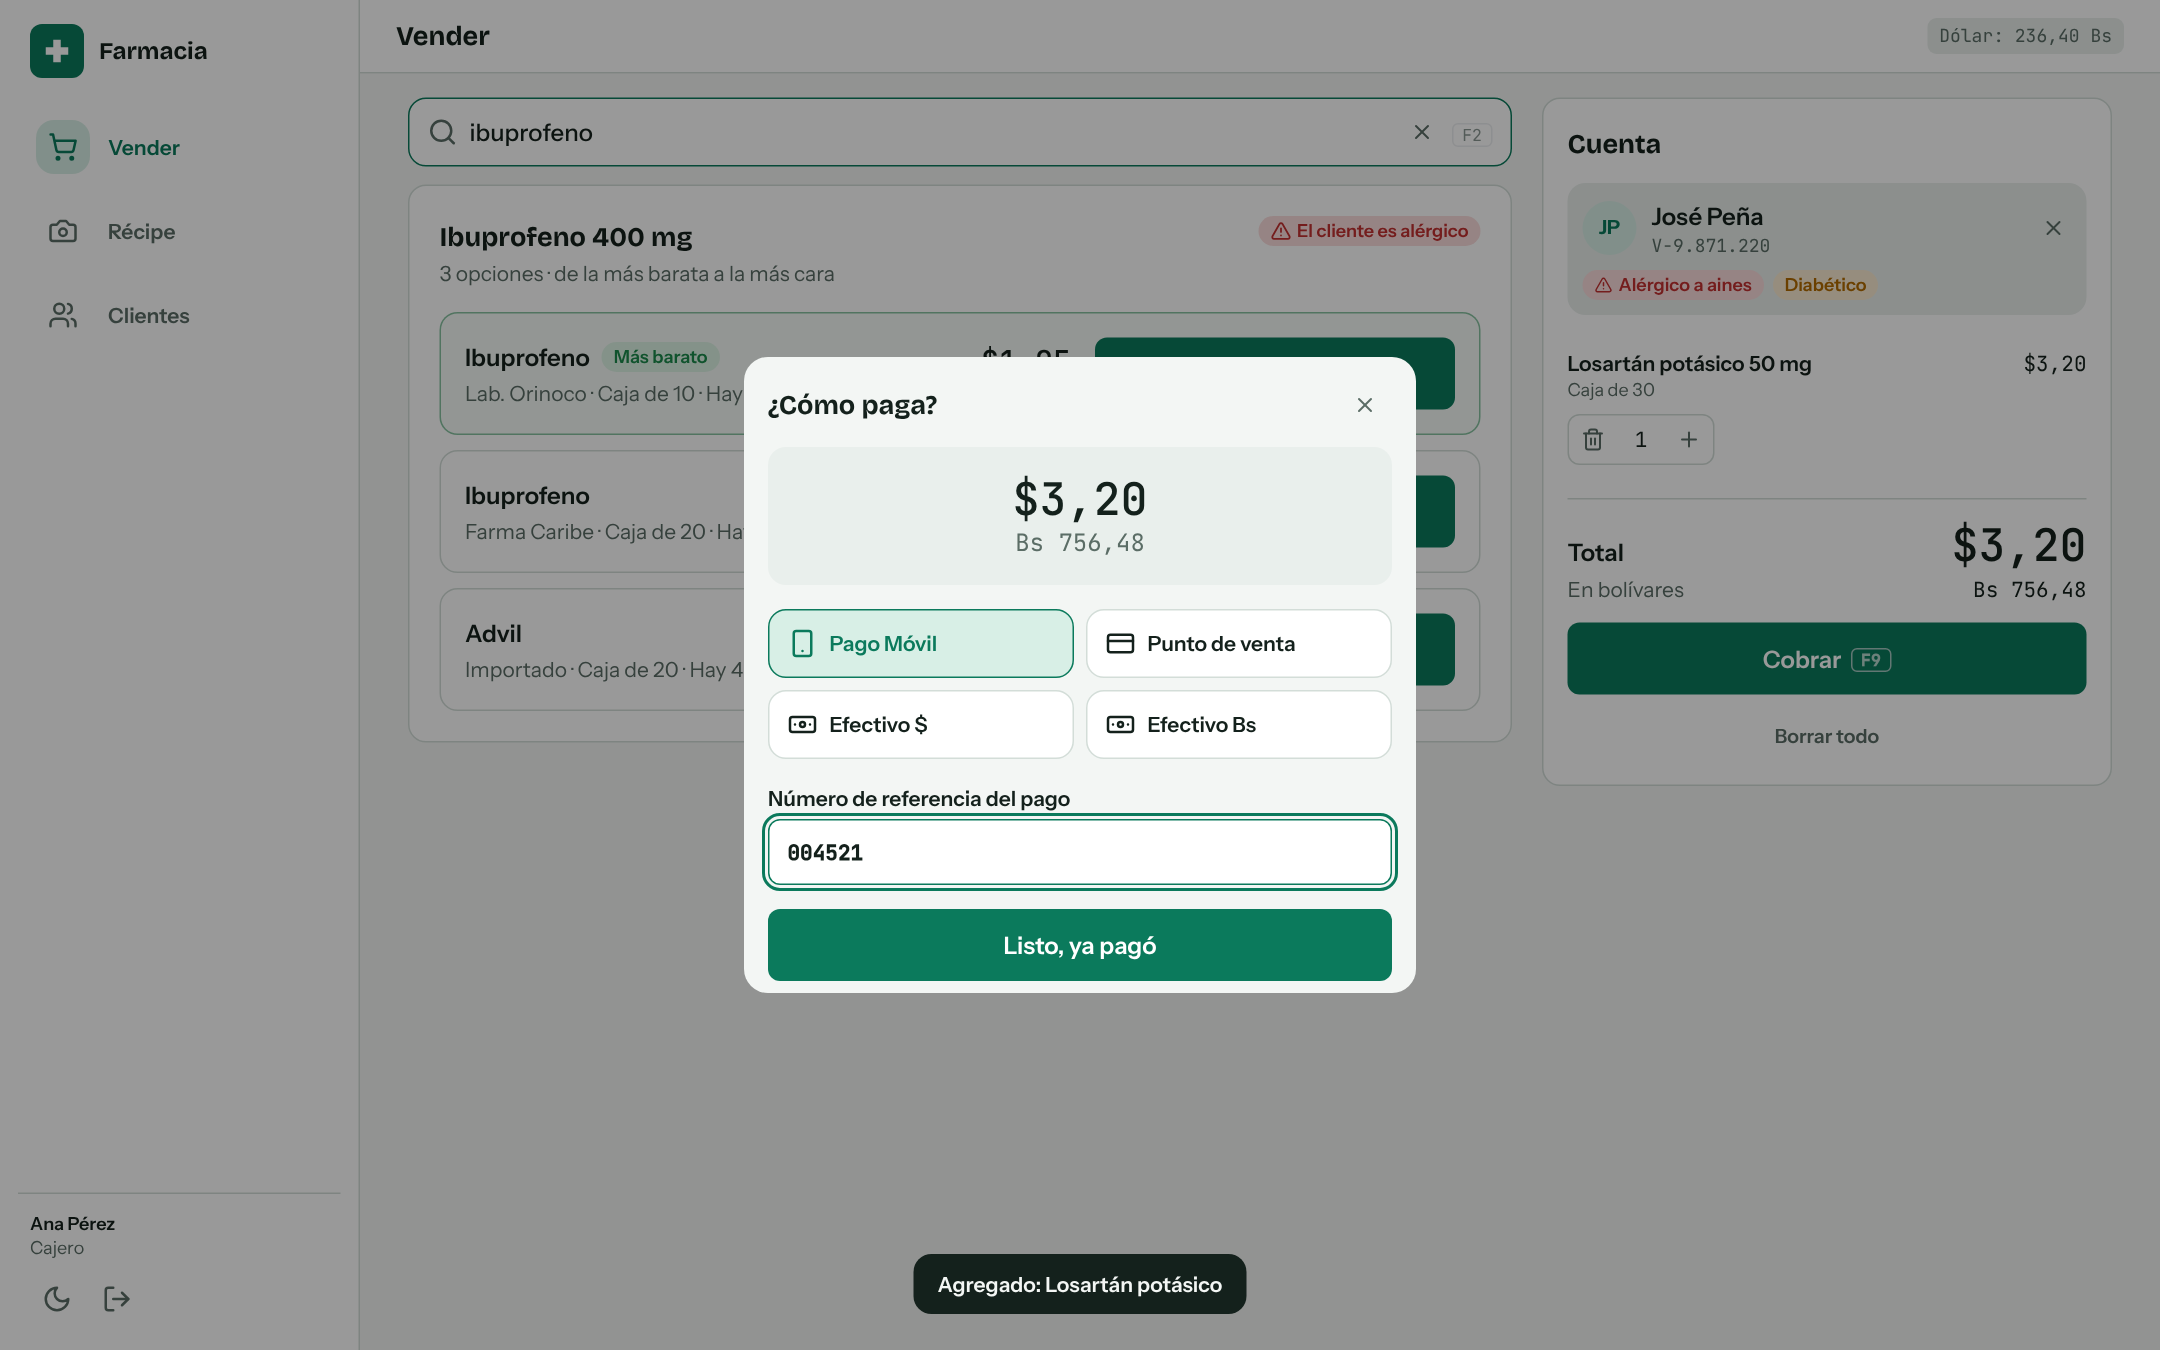 Farmacia
Vender
Récipe
Clientes
Ana Pérez
Cajero
Vender
Dólar: 236,40 Bs
ibuprofeno
F2
Ibuprofeno 400 mg
El cliente es alérgico
3 opciones · de la más barata a la más cara
Ibuprofeno
Más barato
Lab. Orinoco · Caja de 10 · Hay
Ibuprofeno
Farma Caribe · Caja de 20 ·
Advil
Importado · Caja de 20 · Hay 4
¿Cómo paga?
$3,20
Bs 756,48
Pago Móvil
Punto de venta
Efectivo $
Efectivo Bs
Número de referencia del pago
004521
Listo, ya pagó
Cuenta
JP
José Peña
V-9.871.220
Alérgico a aines
Diabético
Losartán potásico 50 mg
$3,20
Caja de 30
1
Total
$3,20
En bolívares
Bs 756,48
Cobrar F9
Borrar todo
Agregado: Losartán potásico